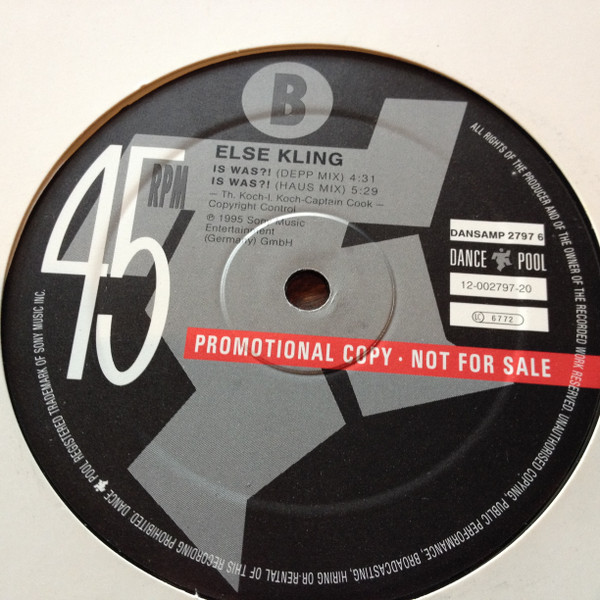 B
45
RPM
ELSE KLING
IS WAS?! (DEPP MIX) 4:31
IS WAS?! (HAUS MIX) 5:29
– Th. Koch-I. Koch-Captain Cook –
Copyright Control
℗ 1995 Sony Music
Entertainment
(Germany) GmbH
DANSAMP 2797 6
DANCE POOL
12-002797-20
LC 6772
PROMOTIONAL COPY · NOT FOR SALE
ALL RIGHTS OF THE PRODUCER AND OF THE OWNER OF THE RECORDED WORK RESERVED. UNAUTHORISED COPYING, PUBLIC PERFORMANCE, BROADCASTING, HIRING OR RENTAL OF THIS RECORDING PROHIBITED. DANCE POOL REGISTERED TRADEMARK OF SONY MUSIC INC.